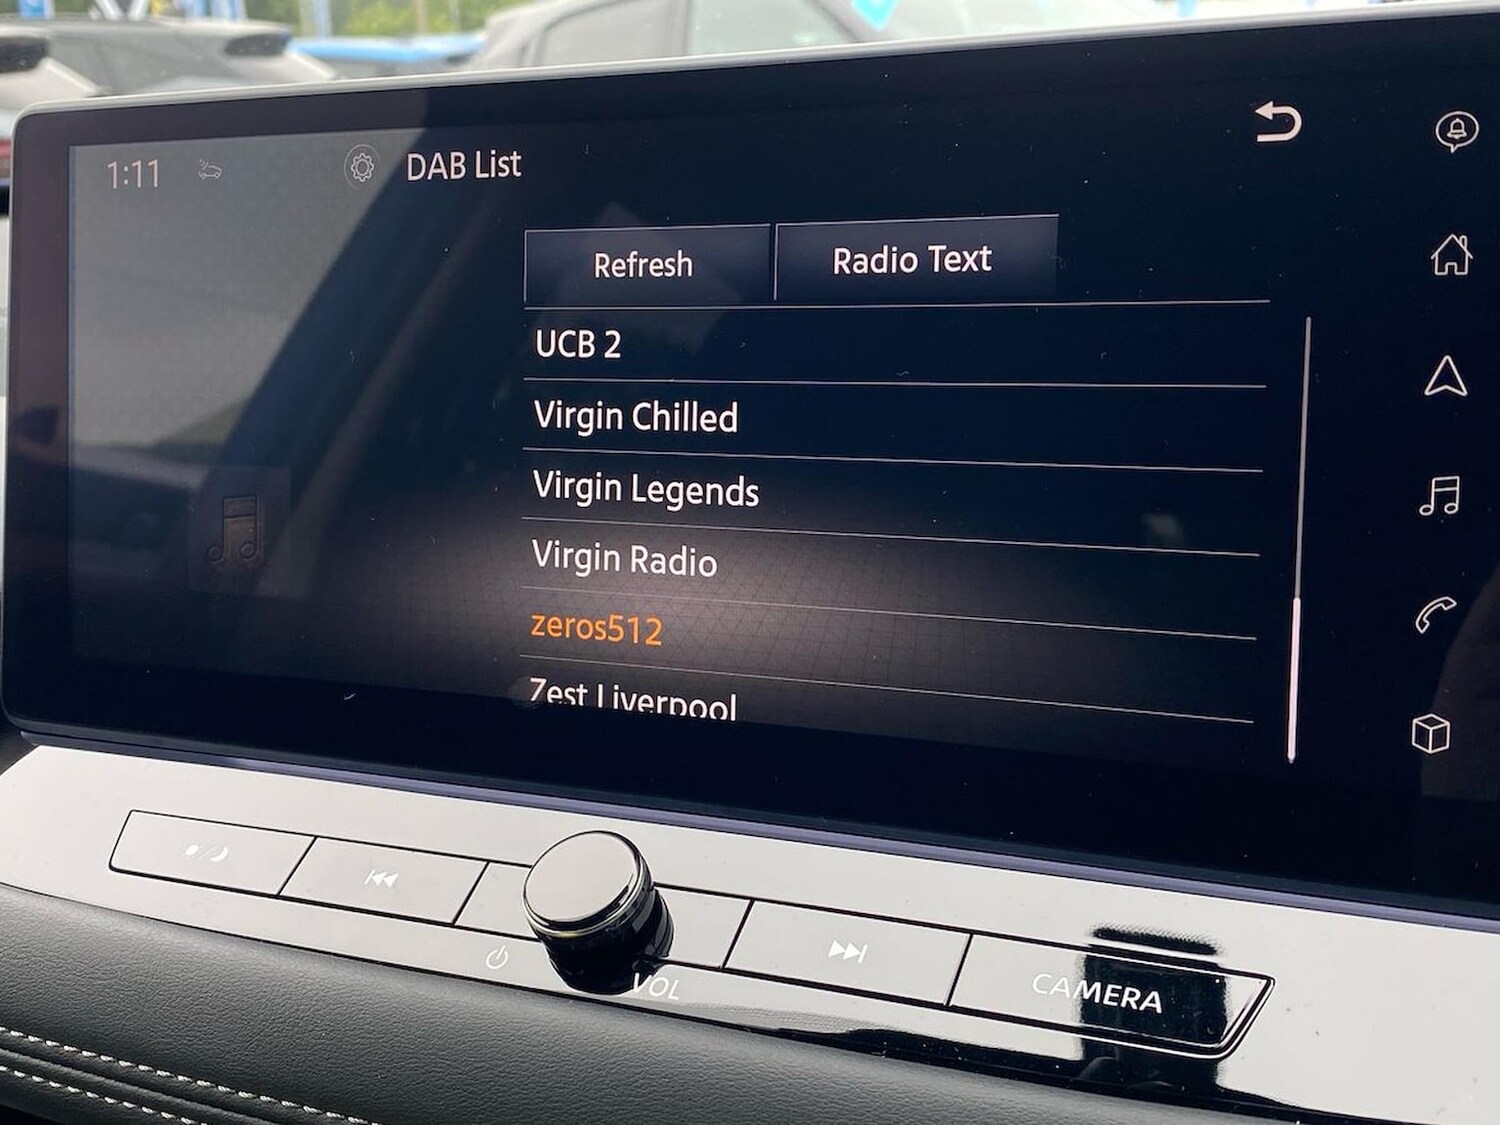 1:11
DAB List
Refresh
Radio Text
UCB 2
Virgin Chilled
Virgin Legends
Virgin Radio
zeros512
Zest Liverpool
VOL
CAMERA